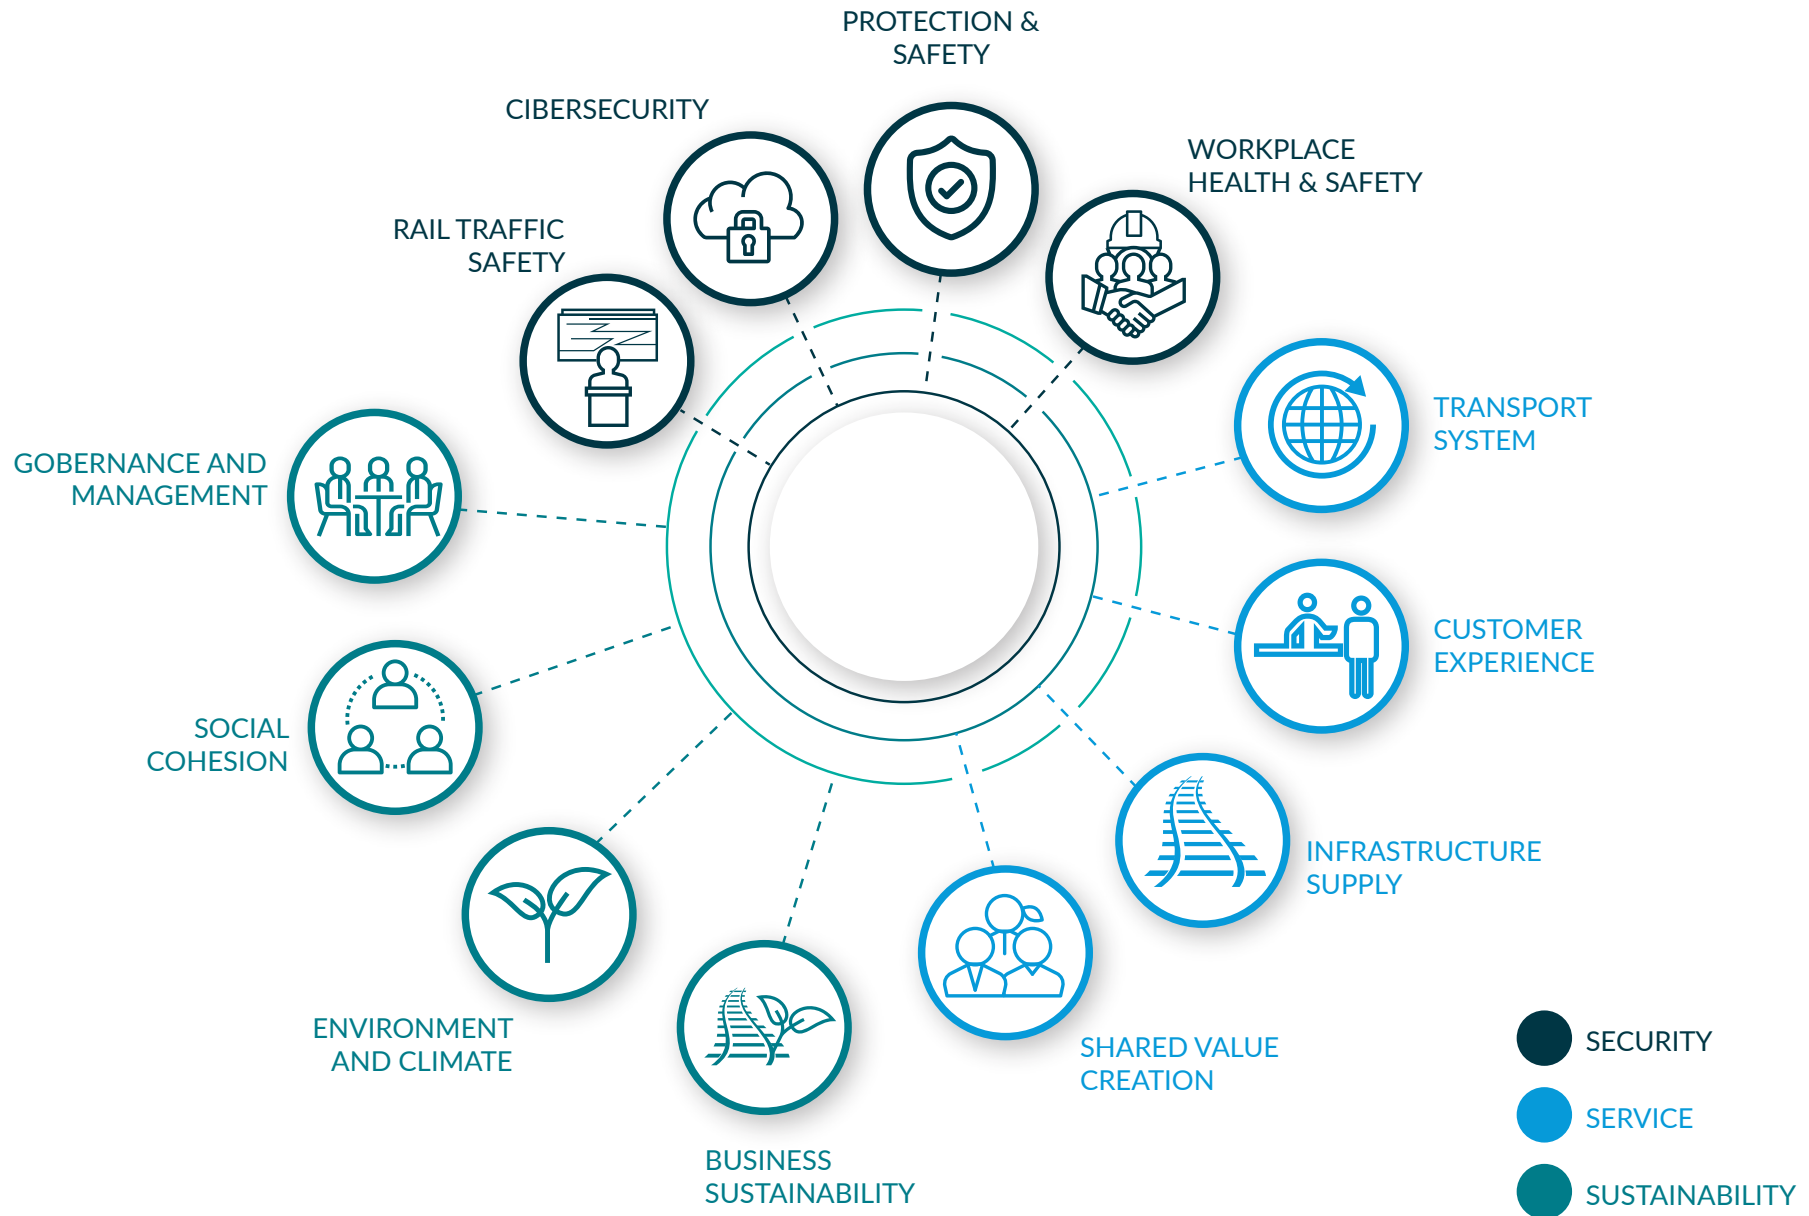 PROTECTION &
SAFETY
CIBERSECURITY
WORKPLACE
HEALTH & SAFETY
RAIL TRAFFIC
SAFETY
TRANSPORT
SYSTEM
GOBERNANCE AND
MANAGEMENT
CUSTOMER
EXPERIENCE
SOCIAL
COHESION
INFRASTRUCTURE
SUPPLY
ENVIRONMENT
AND CLIMATE
SHARED VALUE
CREATION
BUSINESS
SUSTAINABILITY
SECURITY
SERVICE
SUSTAINABILITY